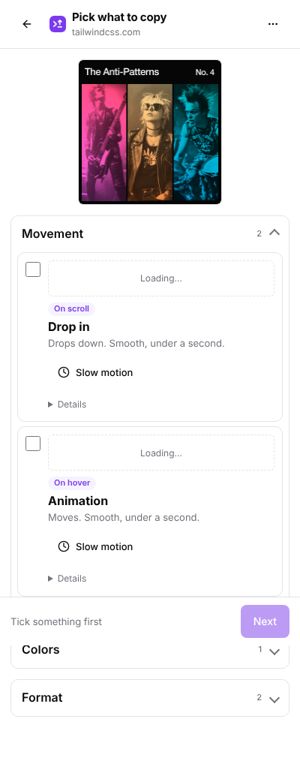 Pick what to copy
tailwindcss.com
The Anti-Patterns No. 4
Movement 2
Loading...
On scroll
Drop in
Drops down. Smooth, under a second.
Slow motion
Details
Loading...
On hover
Animation
Moves. Smooth, under a second.
Slow motion
Details
Tick something first
Next
Colors 1
Format 2